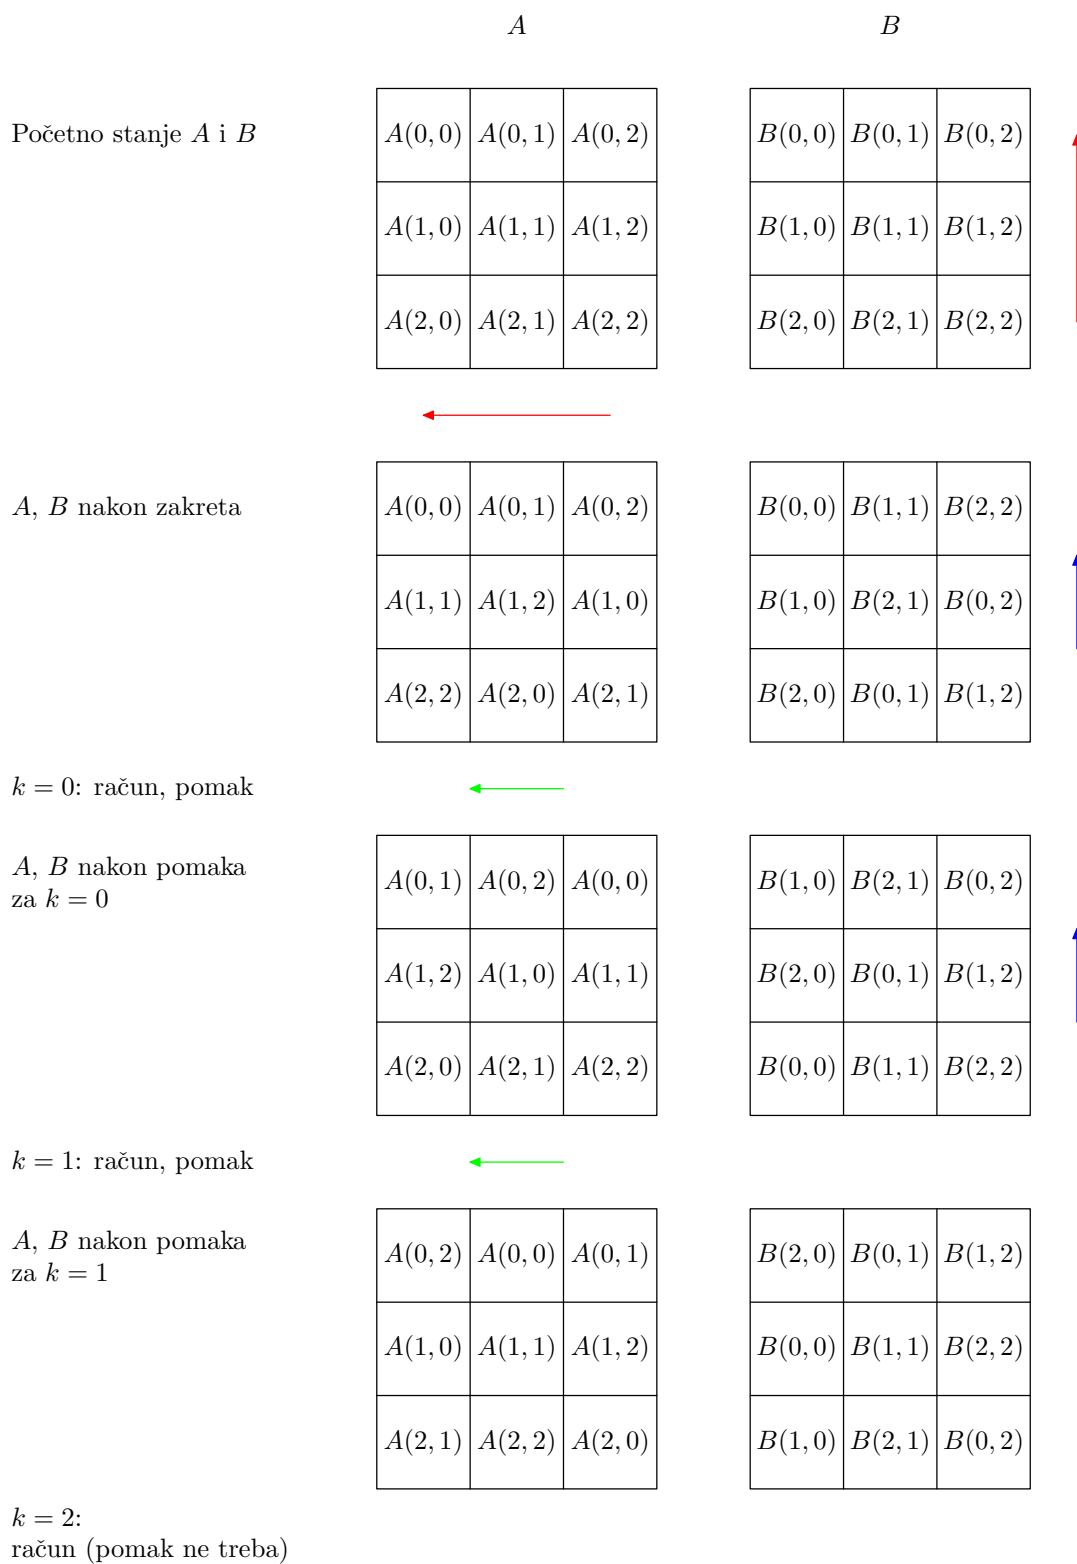 A B
Početno stanje A i B A(0, 0) A(0, 1) A(0, 2) B(0, 0) B(0, 1) B(0, 2)
A(1, 0) A(1, 1) A(1, 2) B(1, 0) B(1, 1) B(1, 2)
A(2, 0) A(2, 1) A(2, 2) B(2, 0) B(2, 1) B(2, 2)
A, B nakon zakreta A(0, 0) A(0, 1) A(0, 2) B(0, 0) B(1, 1) B(2, 2)
A(1, 1) A(1, 2) A(1, 0) B(1, 0) B(2, 1) B(0, 2)
A(2, 2) A(2, 0) A(2, 1) B(2, 0) B(0, 1) B(1, 2)
k = 0: račun, pomak
A, B nakon pomaka
za k = 0
A(0, 1) A(0, 2) A(0, 0) B(1, 0) B(2, 1) B(0, 2)
A(1, 2) A(1, 0) A(1, 1) B(2, 0) B(0, 1) B(1, 2)
A(2, 0) A(2, 1) A(2, 2) B(0, 0) B(1, 1) B(2, 2)
k = 1: račun, pomak
A, B nakon pomaka
za k = 1
A(0, 2) A(0, 0) A(0, 1) B(2, 0) B(0, 1) B(1, 2)
A(1, 0) A(1, 1) A(1, 2) B(0, 0) B(1, 1) B(2, 2)
A(2, 1) A(2, 2) A(2, 0) B(1, 0) B(2, 1) B(0, 2)
k = 2:
račun (pomak ne treba)